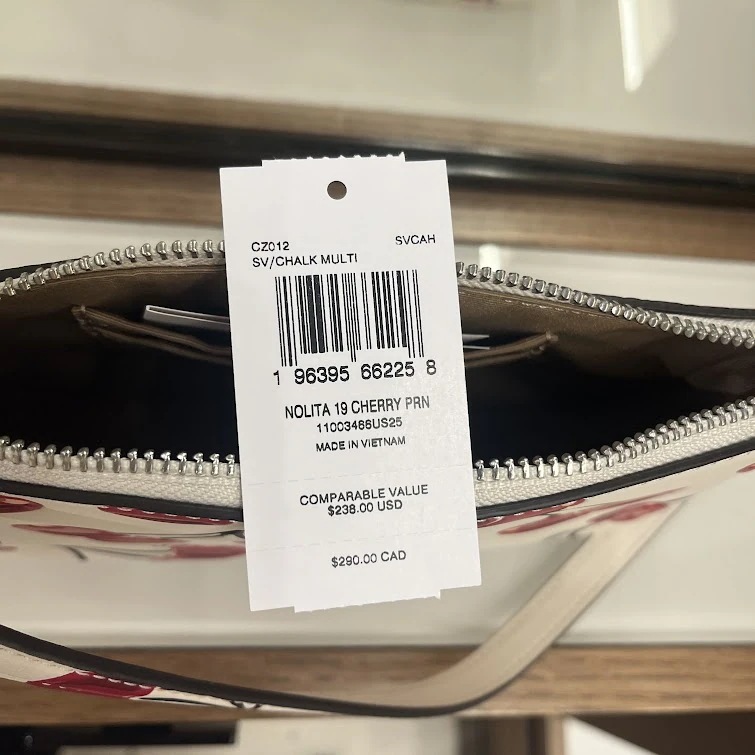 CZ012 SVCAH
SV/CHALK MULTI
1 96395 66225 8
NOLITA 19 CHERRY PRN
11003466US25
MADE IN VIETNAM
COMPARABLE VALUE
$238.00 USD
$290.00 CAD